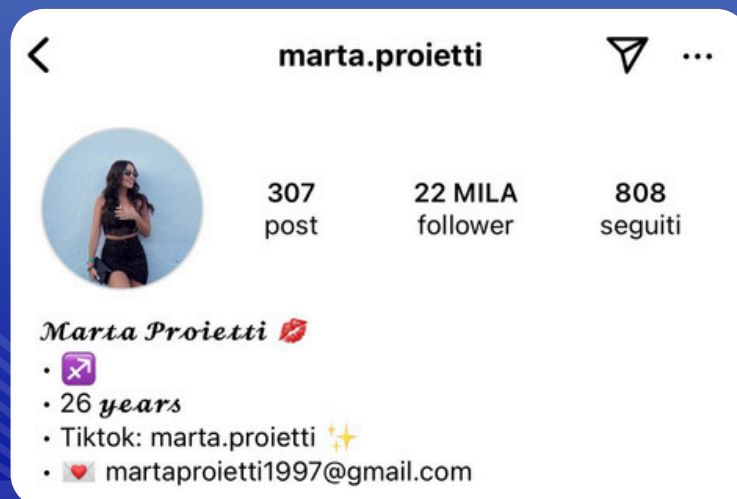 marta.proietti
307 22 MILA 808
post follower seguiti
𝓜𝓪𝓻𝓽𝓪 𝓟𝓻𝓸𝓲𝓮𝓽𝓽𝓲 💋
· ♐
· 26 𝔂𝓮𝓪𝓻𝓼
· Tiktok: marta.proietti ✨
· 💌 martaproietti1997@gmail.com